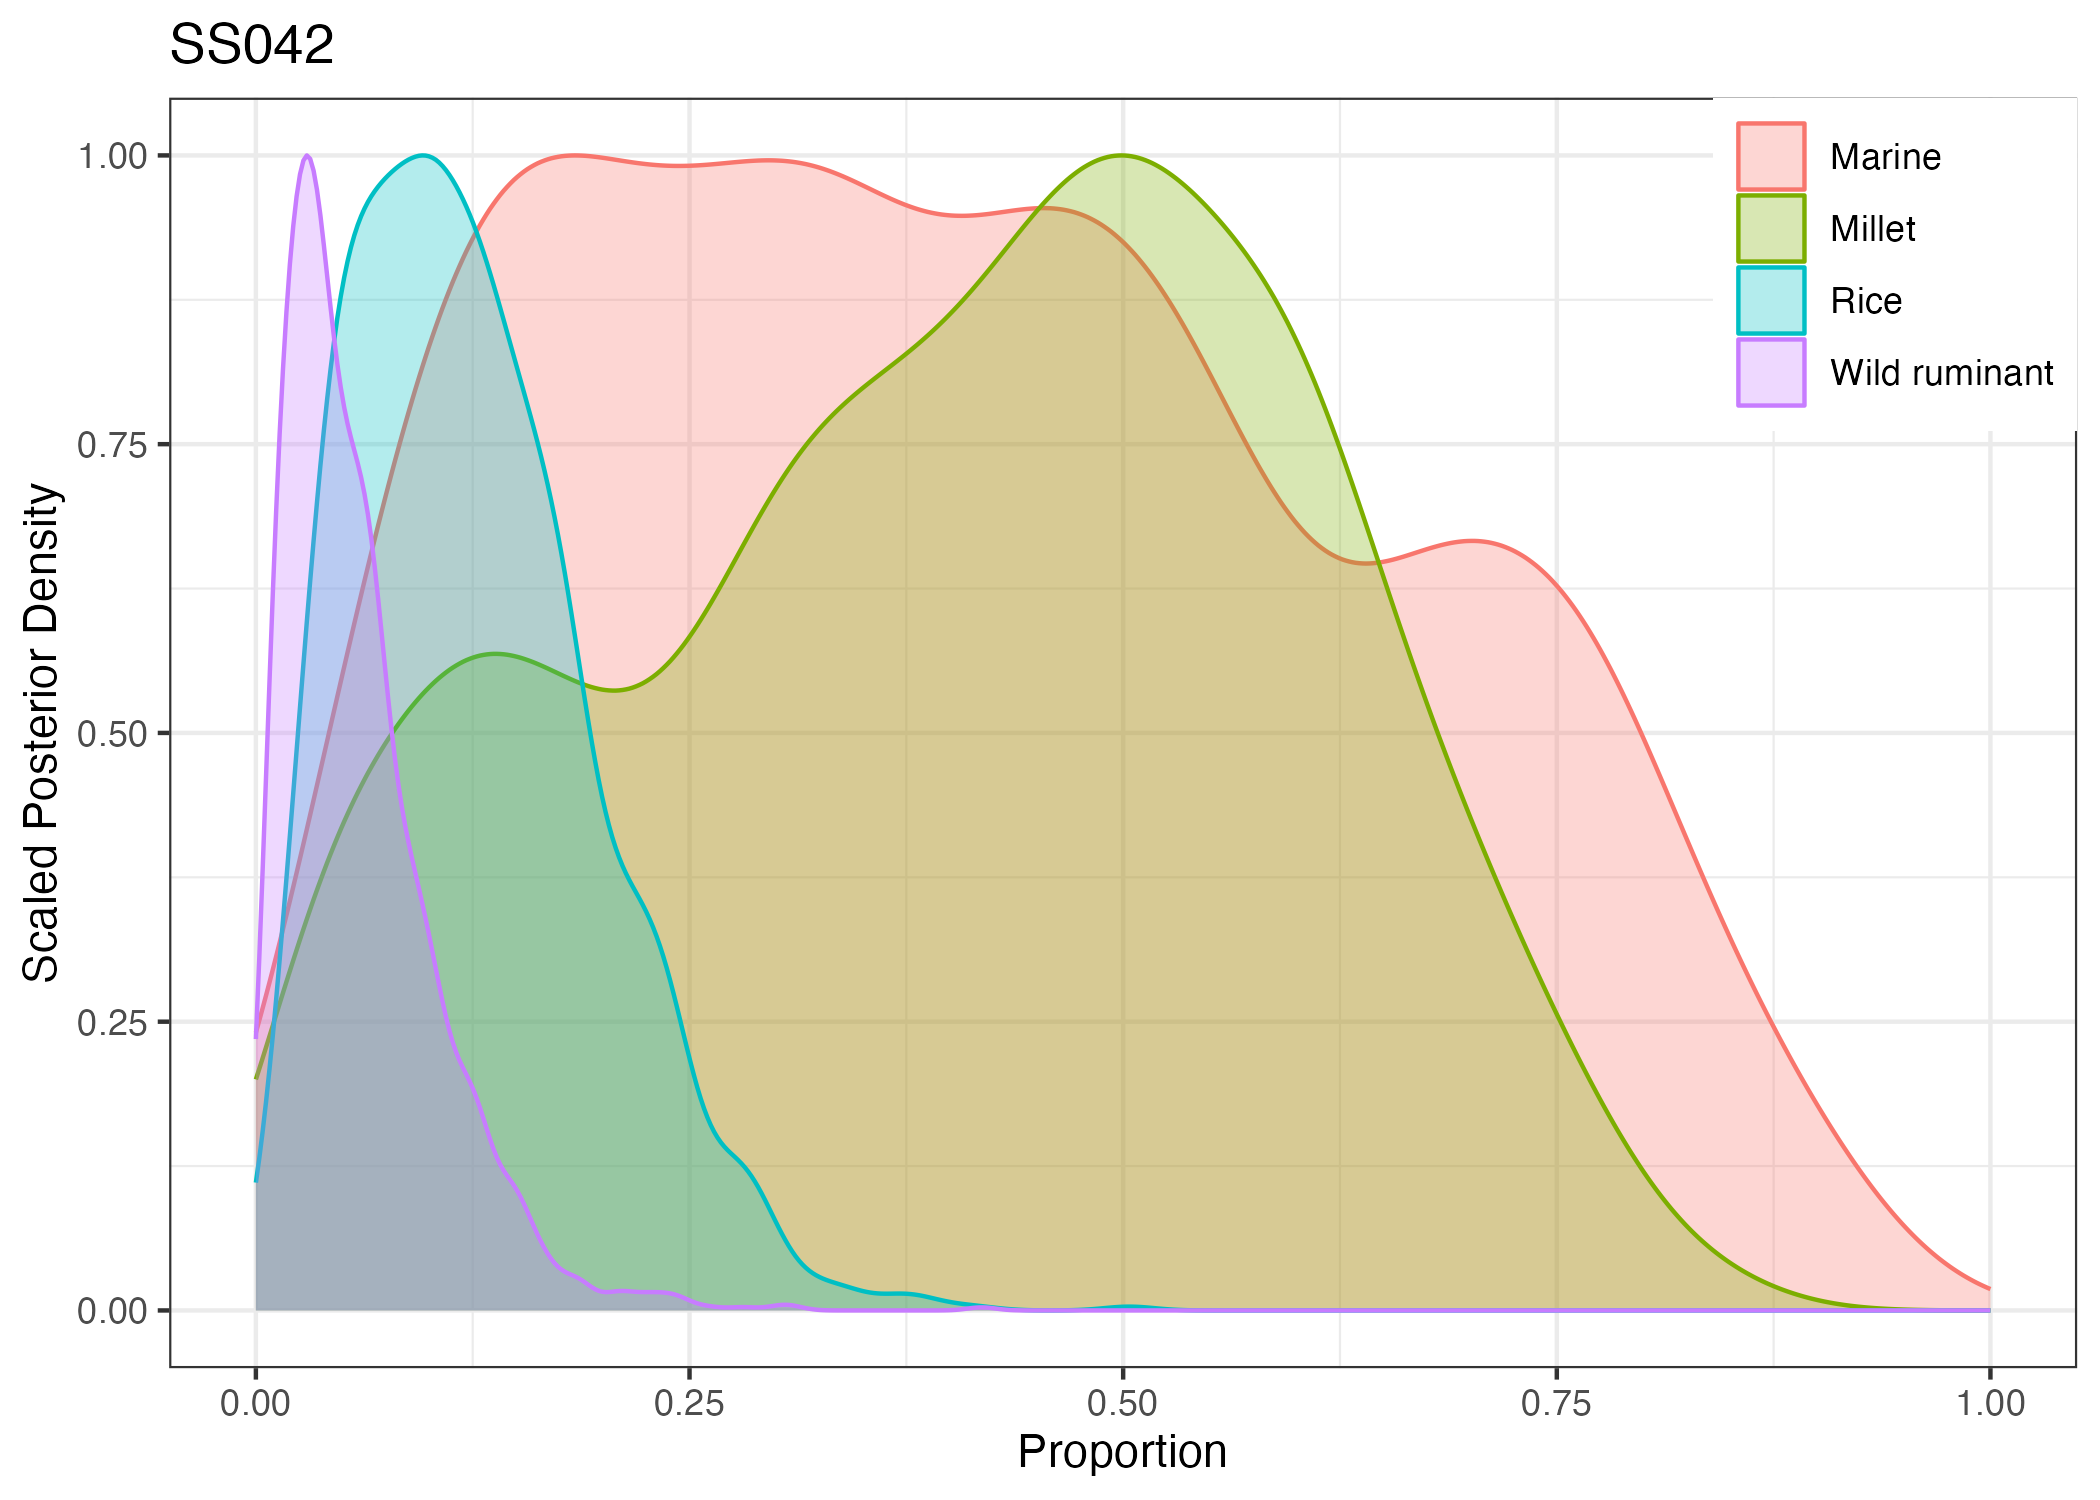 SS042
Marine
Millet
Rice
Wild ruminant
Scaled Posterior Density
1.00
0.75
0.50
0.25
0.00
0.00 0.25 0.50 0.75 1.00
Proportion